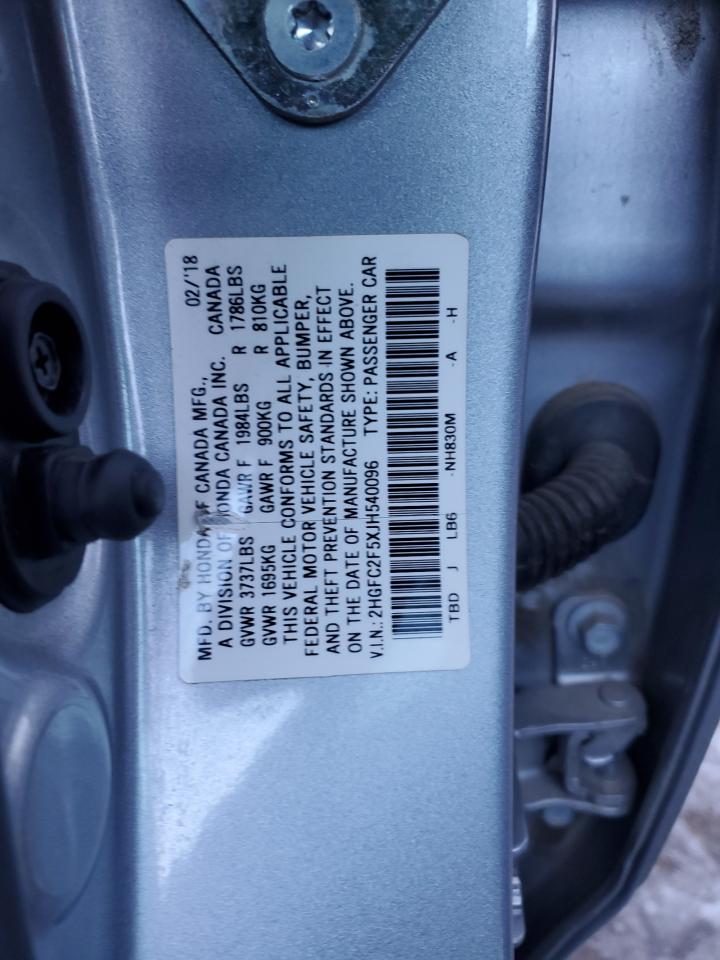 MFD. BY HONDA OF CANADA MFG., 02/'18
A DIVISION OF HONDA CANADA INC. CANADA
GVWR 3737LBS GAWR F 1984LBS R 1786LBS
GVWR 1695KG GAWR F 900KG R 810KG
THIS VEHICLE CONFORMS TO ALL APPLICABLE
FEDERAL MOTOR VEHICLE SAFETY, BUMPER,
AND THEFT PREVENTION STANDARDS IN EFFECT
ON THE DATE OF MANUFACTURE SHOWN ABOVE.
V.I.N.: 2HGFC2F5XJH540096 TYPE: PASSENGER CAR
TBD J LB6 -NH830M -A -H